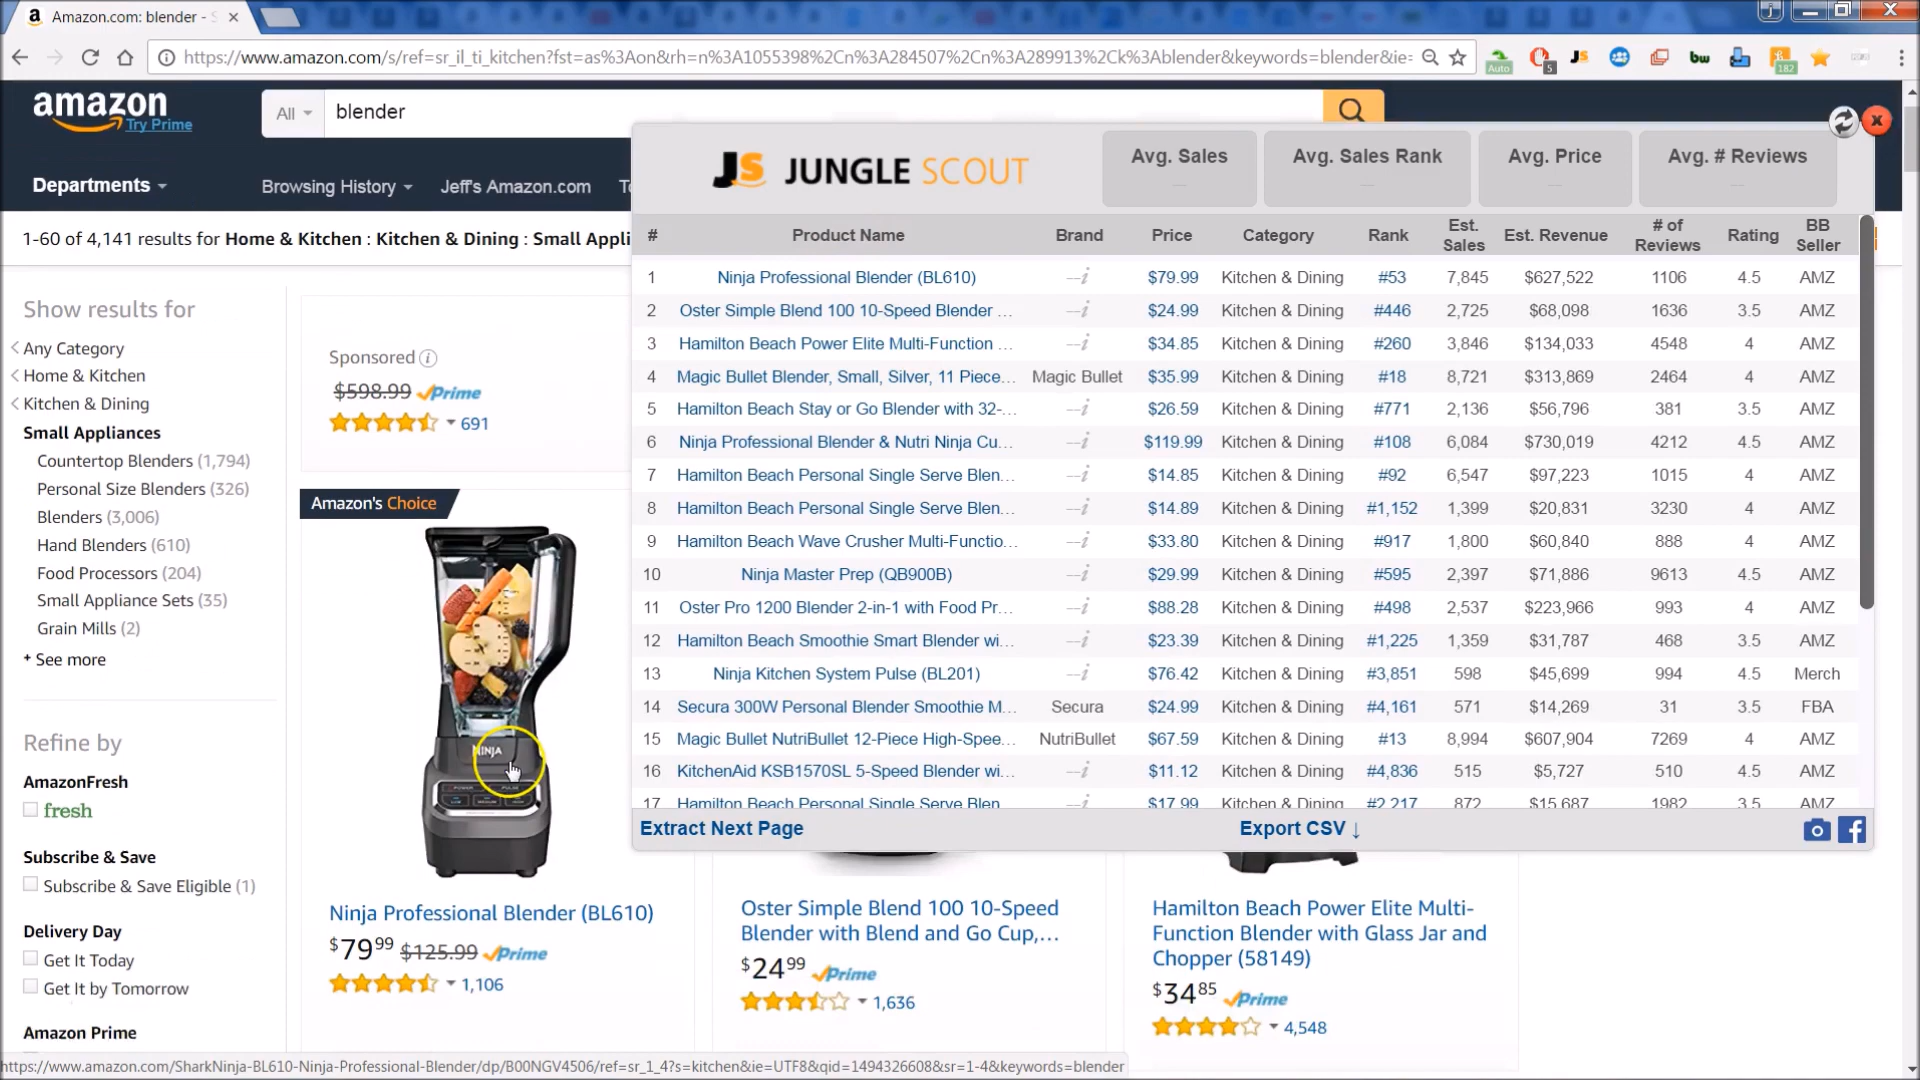 Amazon.com: blender - S
https://www.amazon.com/s/ref=sr_il_ti_kitchen?fst=as%3Aon&rh=n%3A1055398%2Cn%3A284507%2Cn%3A289913%2Ck%3Ablender&keywords=blender&ie=
Auto
5
JS
bw
182
amazon
Try Prime
All
blender
Departments
Browsing History
Jeff's Amazon.com
1-60 of 4,141 results for Home & Kitchen : Kitchen & Dining : Small Appli
JS JUNGLE SCOUT
Avg. Sales
Avg. Sales Rank
Avg. Price
Avg. # Reviews
# Product Name Brand Price Category Rank Est. Sales Est. Revenue # of Reviews Rating BB Seller
1 Ninja Professional Blender (BL610) --i $79.99 Kitchen & Dining #53 7,845 $627,522 1106 4.5 AMZ
2 Oster Simple Blend 100 10-Speed Blender ... --i $24.99 Kitchen & Dining #446 2,725 $68,098 1636 3.5 AMZ
3 Hamilton Beach Power Elite Multi-Function ... --i $34.85 Kitchen & Dining #260 3,846 $134,033 4548 4 AMZ
4 Magic Bullet Blender, Small, Silver, 11 Piece... Magic Bullet $35.99 Kitchen & Dining #18 8,721 $313,869 2464 4 AMZ
5 Hamilton Beach Stay or Go Blender with 32-... --i $26.59 Kitchen & Dining #771 2,136 $56,796 381 3.5 AMZ
6 Ninja Professional Blender & Nutri Ninja Cu... --i $119.99 Kitchen & Dining #108 6,084 $730,019 4212 4.5 AMZ
7 Hamilton Beach Personal Single Serve Blen... --i $14.85 Kitchen & Dining #92 6,547 $97,223 1015 4 AMZ
8 Hamilton Beach Personal Single Serve Blen... --i $14.89 Kitchen & Dining #1,152 1,399 $20,831 3230 4 AMZ
9 Hamilton Beach Wave Crusher Multi-Functio... --i $33.80 Kitchen & Dining #917 1,800 $60,840 888 4 AMZ
10 Ninja Master Prep (QB900B) --i $29.99 Kitchen & Dining #595 2,397 $71,886 9613 4.5 AMZ
11 Oster Pro 1200 Blender 2-in-1 with Food Pr... --i $88.28 Kitchen & Dining #498 2,537 $223,966 993 4 AMZ
12 Hamilton Beach Smoothie Smart Blender wi... --i $23.39 Kitchen & Dining #1,225 1,359 $31,787 468 3.5 AMZ
13 Ninja Kitchen System Pulse (BL201) --i $76.42 Kitchen & Dining #3,851 598 $45,699 994 4.5 Merch
14 Secura 300W Personal Blender Smoothie M... Secura $24.99 Kitchen & Dining #4,161 571 $14,269 31 3.5 FBA
15 Magic Bullet NutriBullet 12-Piece High-Spee... NutriBullet $67.59 Kitchen & Dining #13 8,994 $607,904 7269 4 AMZ
16 KitchenAid KSB1570SL 5-Speed Blender wi... --i $11.12 Kitchen & Dining #4,836 515 $5,727 510 4.5 AMZ
17 Hamilton Beach Personal Single Serve Blen --i $17.99 Kitchen & Dining #2,217 872 $15,687 1982 3.5 AMZ
Extract Next Page
Export CSV ↓
Show results for
Any Category
Home & Kitchen
Kitchen & Dining
Small Appliances
Countertop Blenders (1,794)
Personal Size Blenders (326)
Blenders (3,006)
Hand Blenders (610)
Food Processors (204)
Small Appliance Sets (35)
Grain Mills (2)
+ See more
Refine by
AmazonFresh
fresh
Subscribe & Save
Subscribe & Save Eligible (1)
Delivery Day
Get It Today
Get It by Tomorrow
Amazon Prime
Sponsored
$598.99 Prime
691
Amazon's Choice
NINJA
POWER PULSE
Ninja Professional Blender (BL610)
$79.99 $125.99 Prime
1,106
Oster Simple Blend 100 10-Speed
Blender with Blend and Go Cup,...
$24.99 Prime
1,636
Hamilton Beach Power Elite Multi-
Function Blender with Glass Jar and
Chopper (58149)
$34.85 Prime
4,548
https://www.amazon.com/SharkNinja-BL610-Ninja-Professional-Blender/dp/B00NGV4506/ref=sr_1_4?s=kitchen&ie=UTF8&qid=1494326608&sr=1-4&keywords=blender